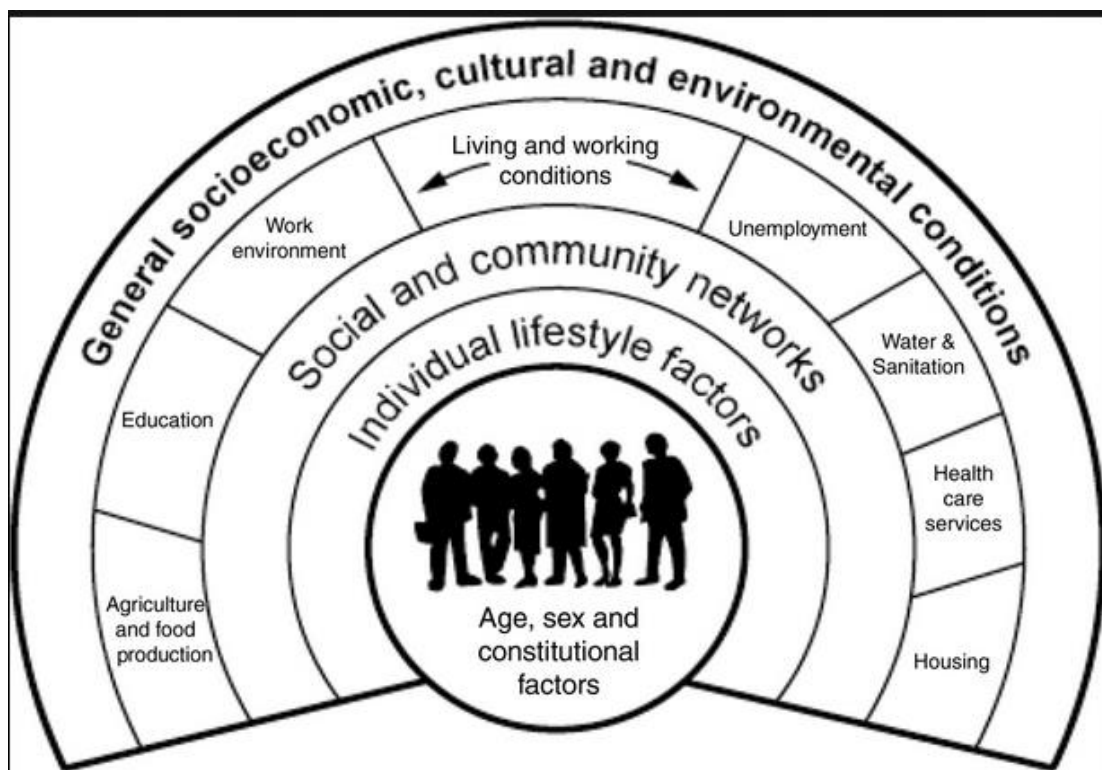 General socioeconomic, cultural and environmental conditions
Living and working
conditions
Work
environment
Unemployment
Education
Water &
Sanitation
Agriculture
and food
production
Health
care
services
Housing
Social and community networks
Individual lifestyle factors
Age, sex and
constitutional
factors